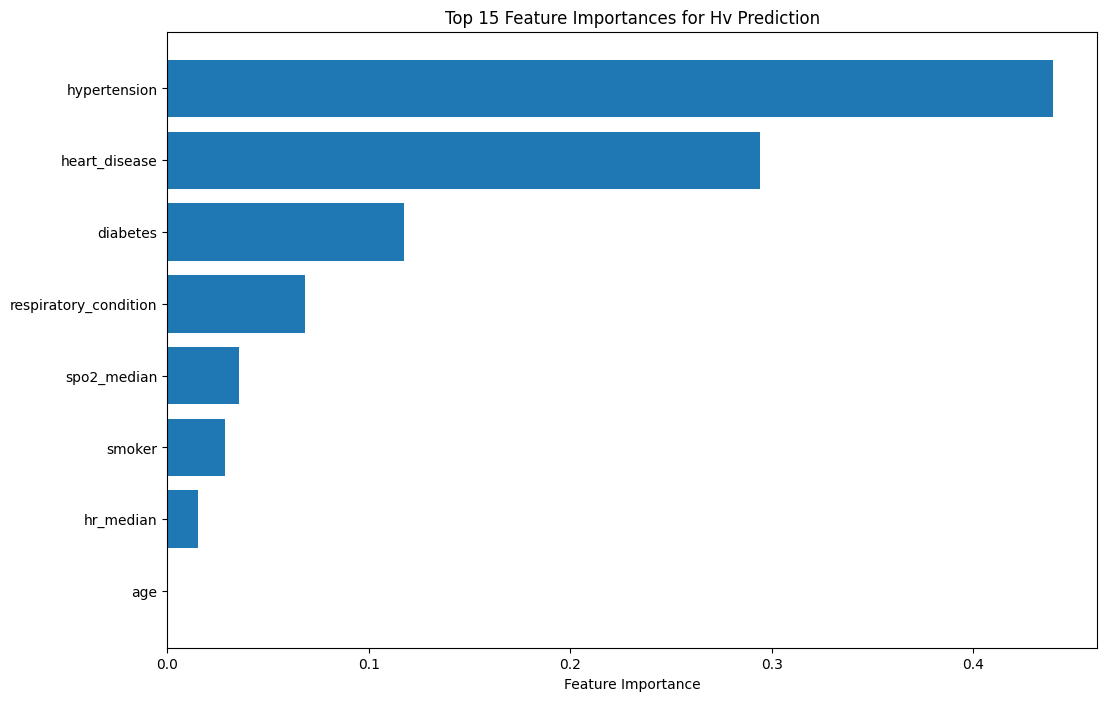 Top 15 Feature Importances for Hv Prediction
hypertension
heart_disease
diabetes
respiratory_condition
spo2_median
smoker
hr_median
age
0.0 0.1 0.2 0.3 0.4
Feature Importance